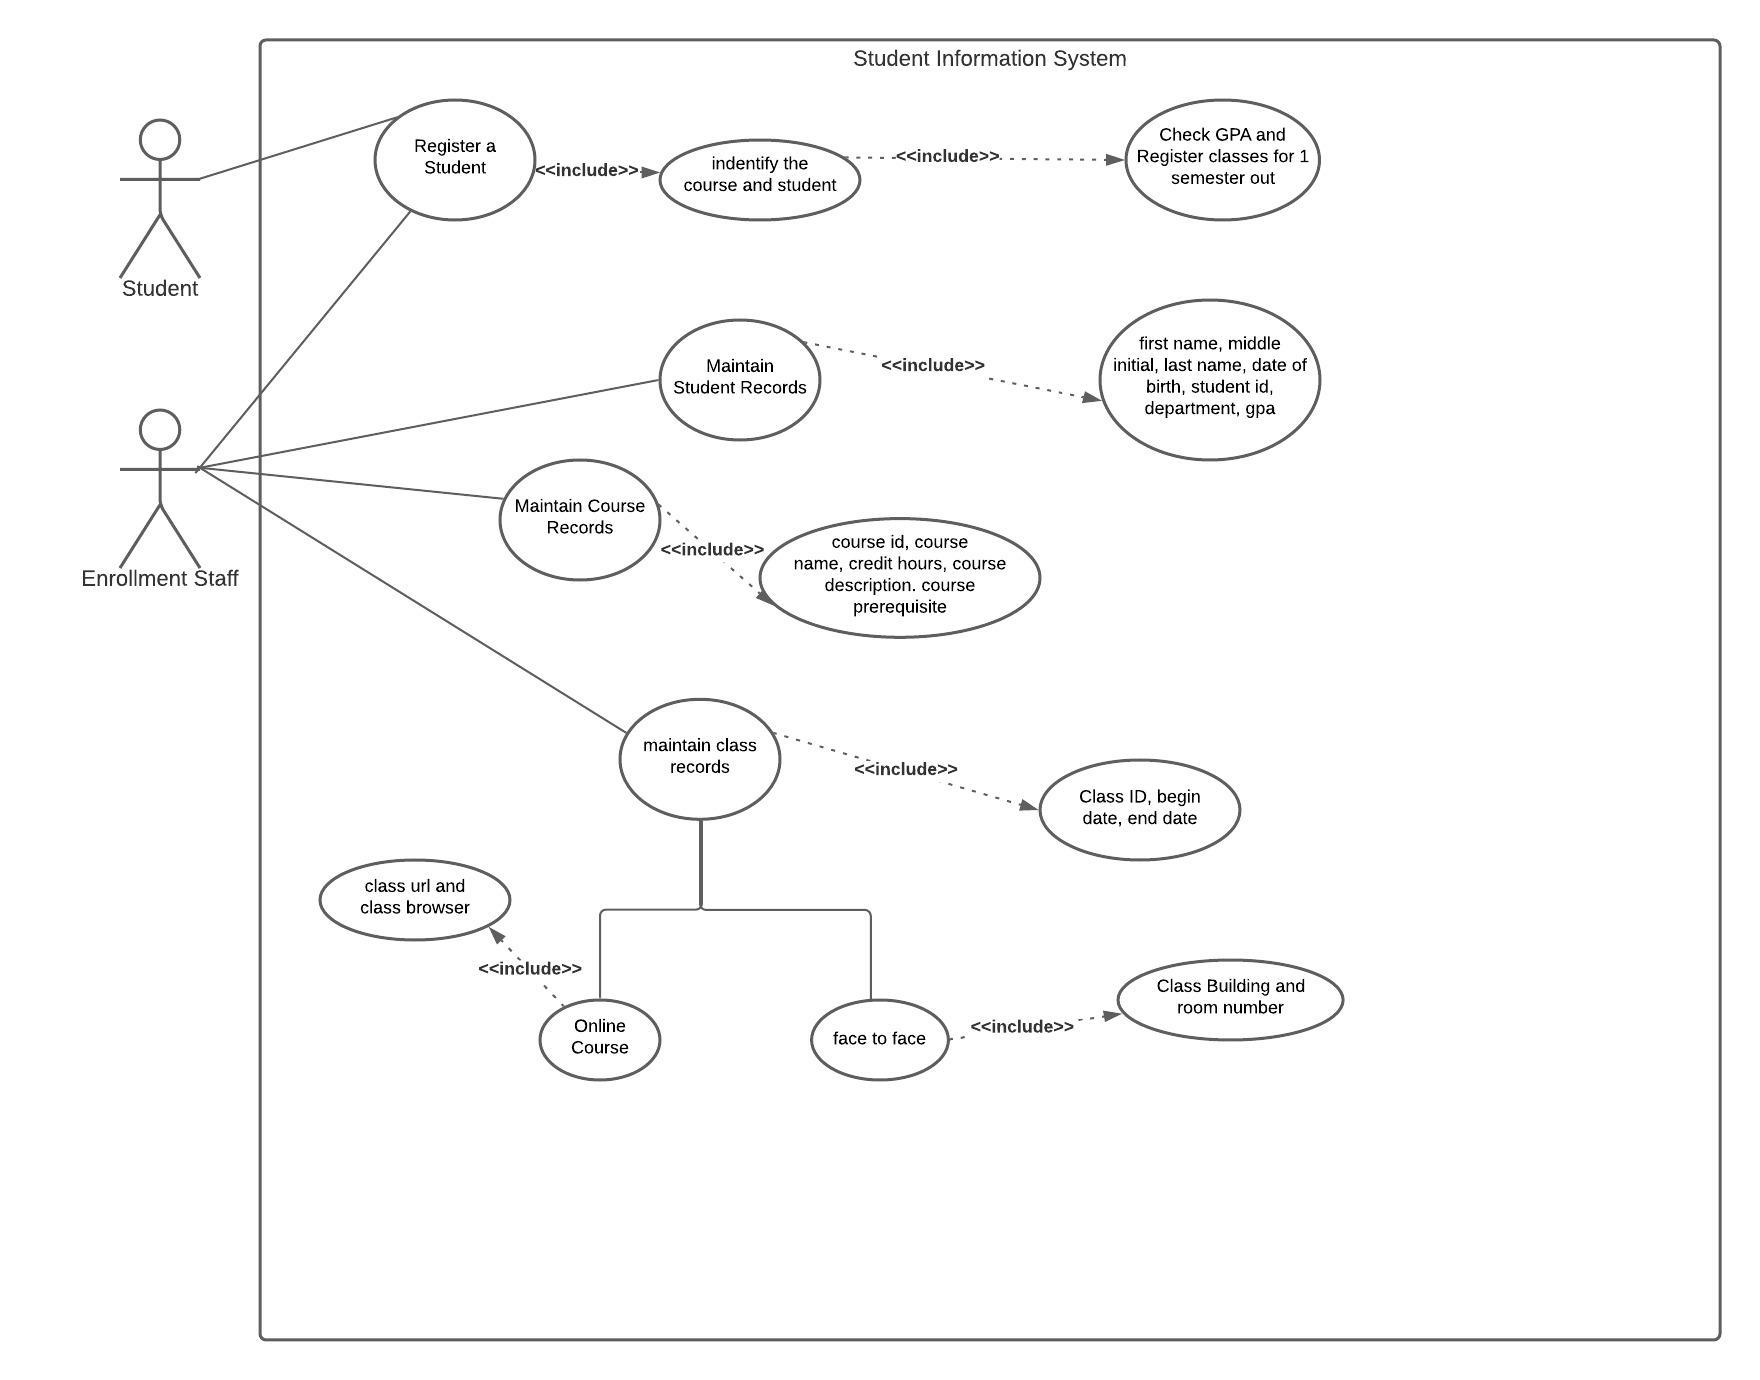 Student Information System
Register a
Student
<<include>>
indentify the
course and student
<<include>>
Check GPA and
Register classes for 1
semester out
Student
Maintain
Student Records
<<include>>
first name, middle
initial, last name, date of
birth, student id,
department, gpa
Enrollment Staff
Maintain Course
Records
<<include>>
course id, course
name, credit hours, course
description. course
prerequisite
maintain class
records
<<include>>
Class ID, begin
date, end date
class url and
class browser
<<include>>
Online
Course
face to face
<<include>>
Class Building and
room number